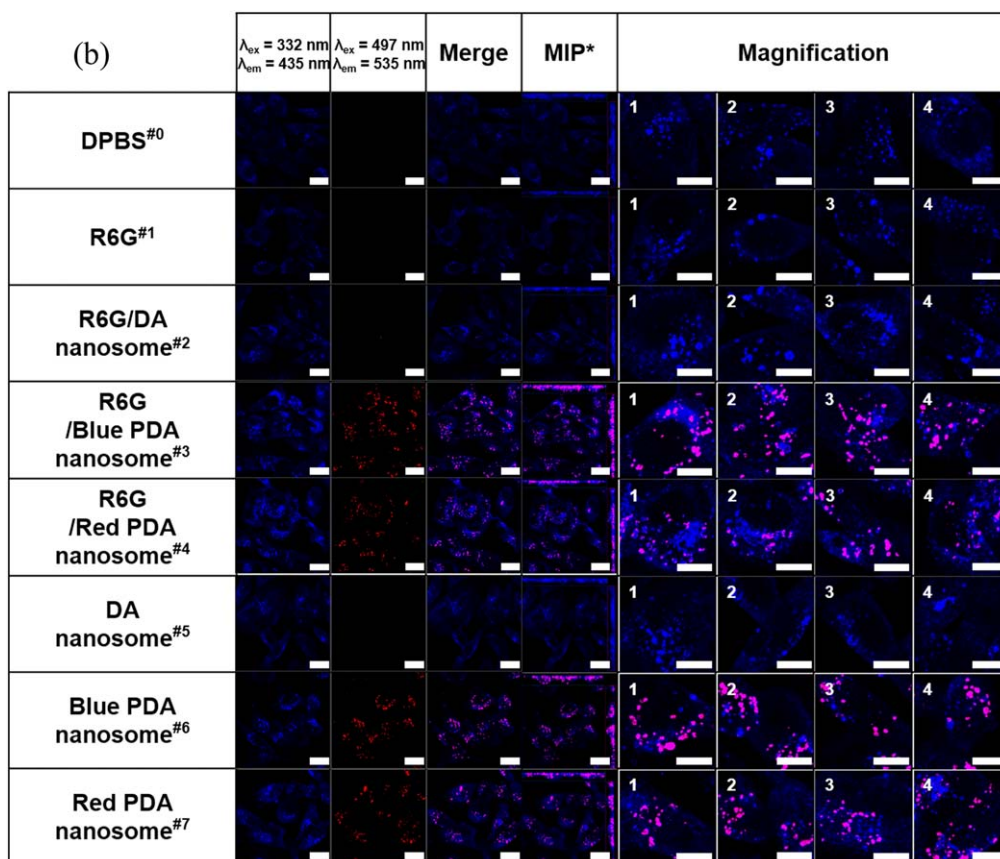 (b)
λex = 332 nm
λem = 435 nm
λex = 497 nm
λem = 535 nm
Merge
MIP*
Magnification
DPBS#0
1 2 3 4
R6G#1
1 2 3 4
R6G/DA
nanosome#2
1 2 3 4
R6G
/Blue PDA
nanosome#3
1 2 3 4
R6G
/Red PDA
nanosome#4
1 2 3 4
DA
nanosome#5
1 2 3 4
Blue PDA
nanosome#6
1 2 3 4
Red PDA
nanosome#7
1 2 3 4